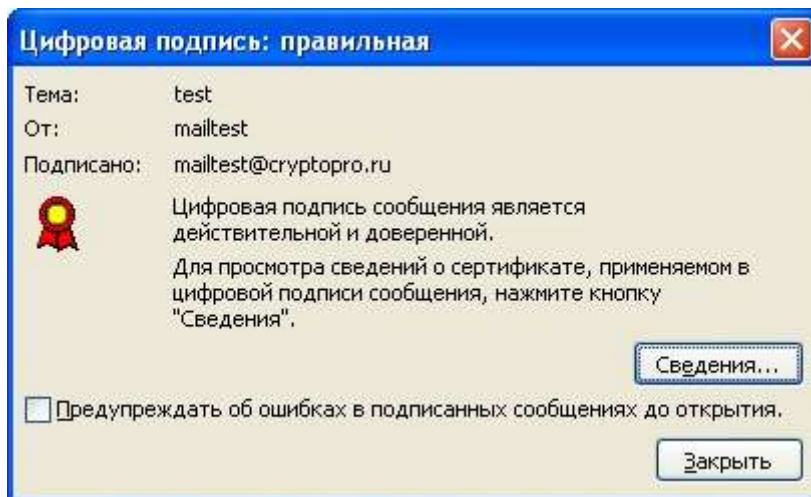 Цифровая подпись: правильная
Тема: test
От: mailtest
Подписано: mailtest@cryptopro.ru
Цифровая подпись сообщения является
действительной и доверенной.
Для просмотра сведений о сертификате, применяемом в
цифровой подписи сообщения, нажмите кнопку
"Сведения".
Сведения...
Предупреждать об ошибках в подписанных сообщениях до открытия.
Закрыть